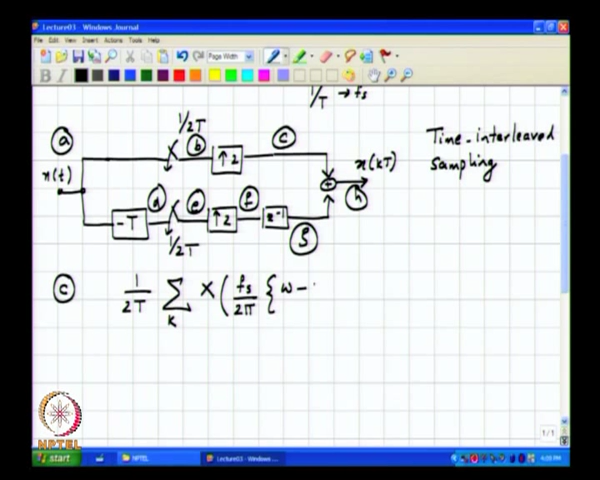 Lecture03 - Windows Journal
File Edit View Insert Actions Tools Help
Page Width
B I
1/T → fs
1/2T
a b c
Time-interleaved
x(t) ↑2 x(kT)
sampling
d e f h
-T ↑2 z⁻¹
1/2T g
c 1/2T Σ k X ( fs/2π { ω -
NPTEL
1/1
start NPTEL Lecture03 - Windows ...